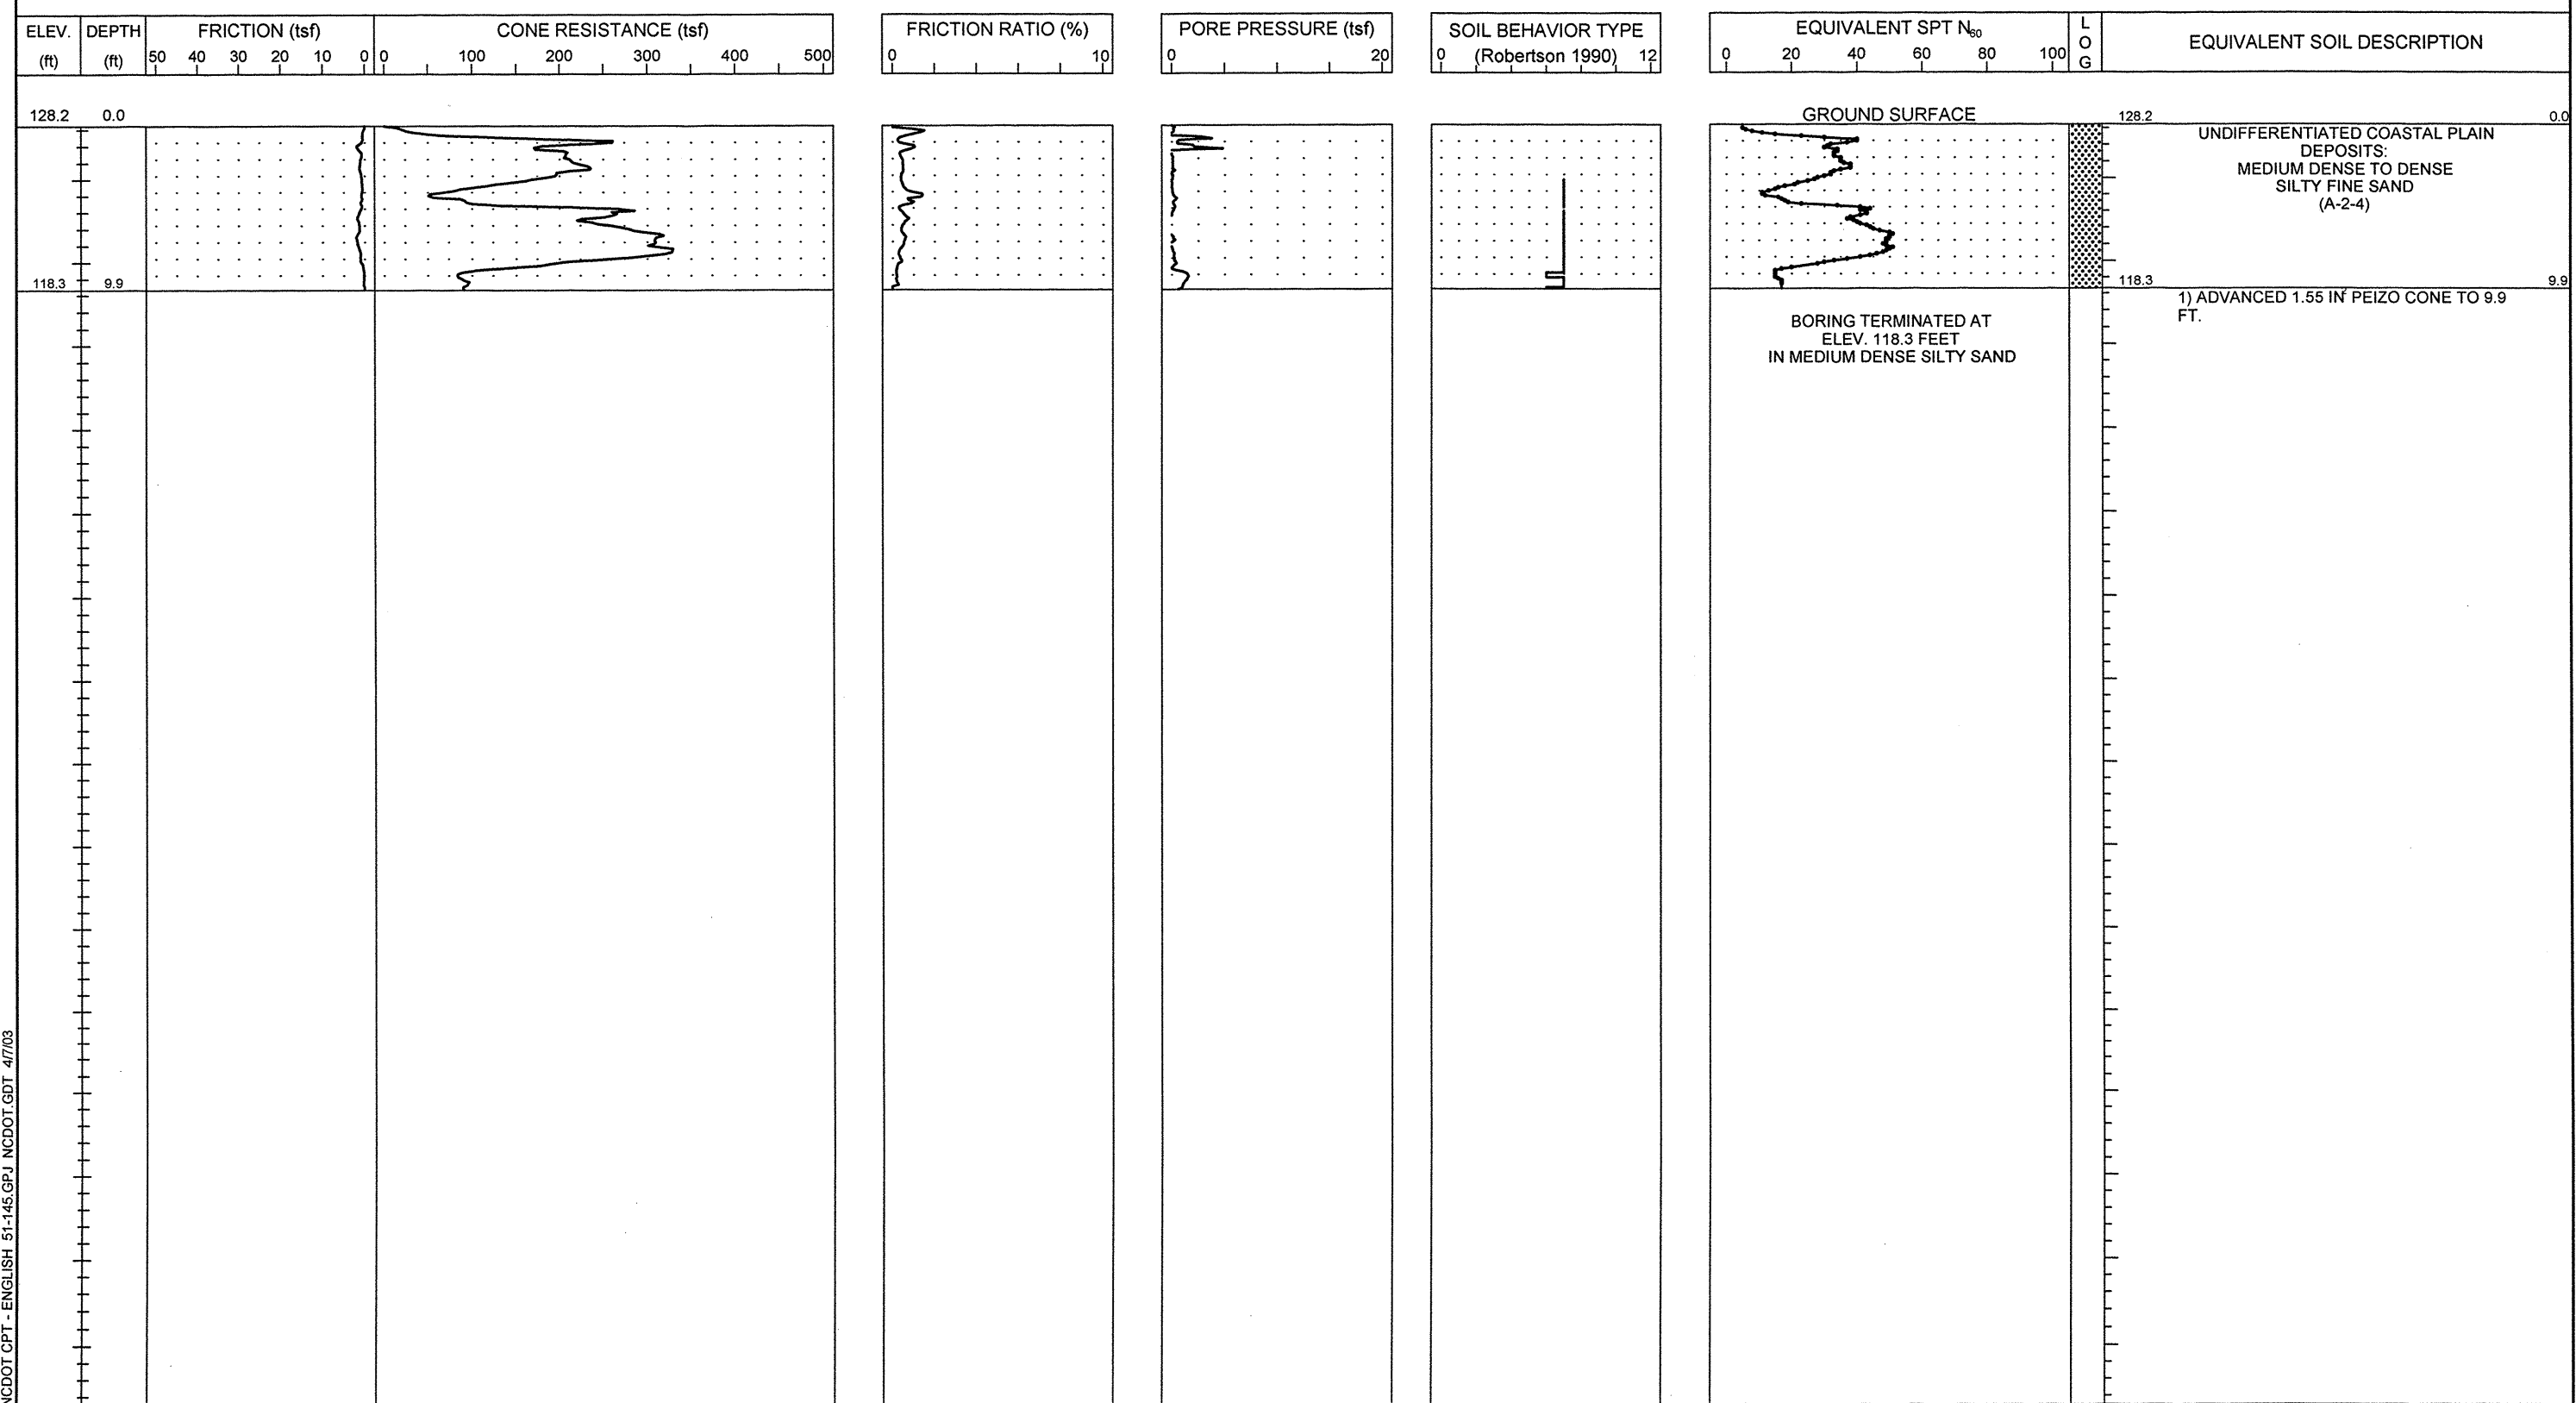 ELEV. DEPTH FRICTION (tsf) CONE RESISTANCE (tsf) FRICTION RATIO (%) PORE PRESSURE (tsf) SOIL BEHAVIOR TYPE EQUIVALENT SPT N60 LOG EQUIVALENT SOIL DESCRIPTION
(ft) (ft) 50 40 30 20 10 0 0 100 200 300 400 500 0 10 0 20 0 (Robertson 1990) 12 0 20 40 60 80 100
128.2 0.0 GROUND SURFACE 128.2 0.0
UNDIFFERENTIATED COASTAL PLAIN
DEPOSITS:
MEDIUM DENSE TO DENSE
SILTY FINE SAND
(A-2-4)
118.3 9.9 118.3 9.9
1) ADVANCED 1.55 IN² PEIZO CONE TO 9.9
FT.
BORING TERMINATED AT
ELEV. 118.3 FEET
IN MEDIUM DENSE SILTY SAND
NCDOT CPT - ENGLISH 51-145.GPJ NCDOT.GDT 4/7/03